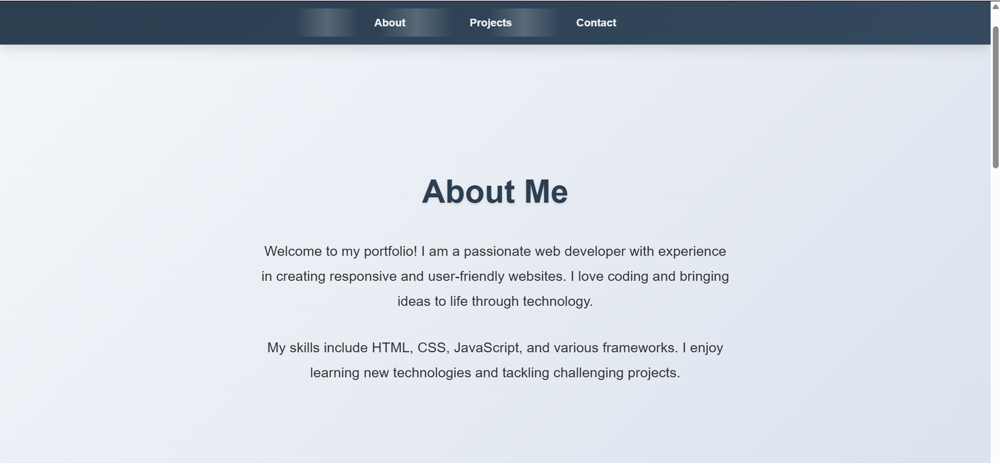 About Projects Contact
About Me
Welcome to my portfolio! I am a passionate web developer with experience
in creating responsive and user-friendly websites. I love coding and bringing
ideas to life through technology.
My skills include HTML, CSS, JavaScript, and various frameworks. I enjoy
learning new technologies and tackling challenging projects.